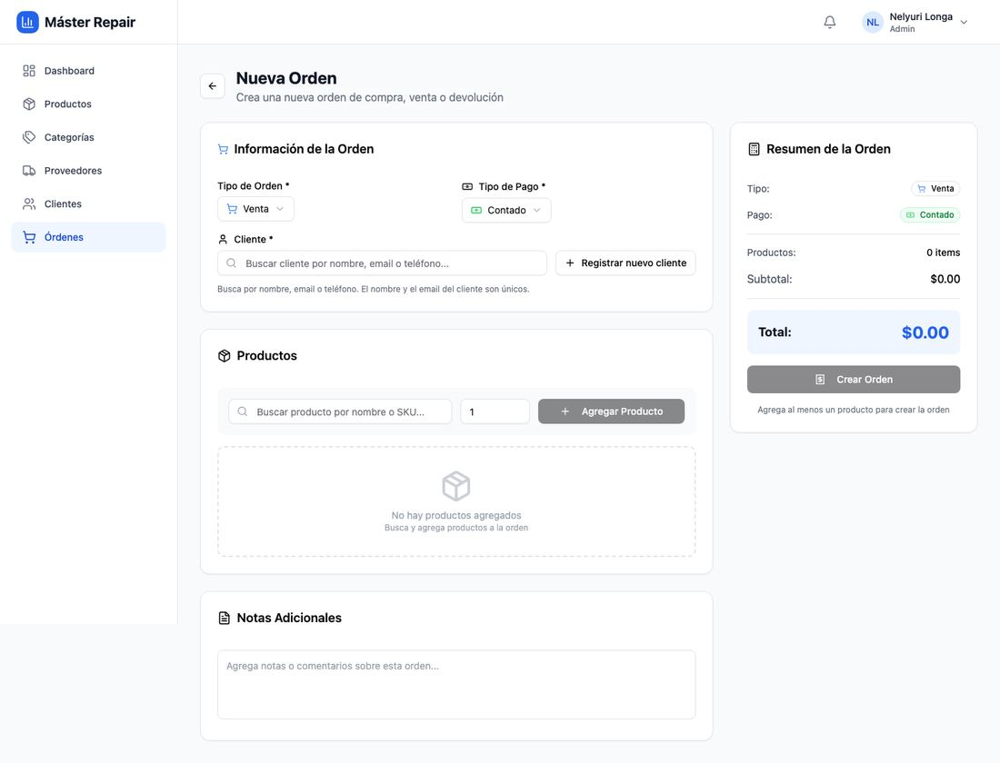 Máster Repair
NL
Nelyuri Longa
Admin
Dashboard
Productos
Categorías
Proveedores
Clientes
Órdenes
Nueva Orden
Crea una nueva orden de compra, venta o devolución
Información de la Orden
Tipo de Orden *
Tipo de Pago *
Venta
Contado
Cliente *
Buscar cliente por nombre, email o teléfono...
Registrar nuevo cliente
Busca por nombre, email o teléfono. El nombre y el email del cliente son únicos.
Productos
Buscar producto por nombre o SKU...
1
Agregar Producto
No hay productos agregados
Busca y agrega productos a la orden
Notas Adicionales
Agrega notas o comentarios sobre esta orden...
Resumen de la Orden
Tipo: Venta
Pago: Contado
Productos: 0 items
Subtotal: $0.00
Total: $0.00
Crear Orden
Agrega al menos un producto para crear la orden